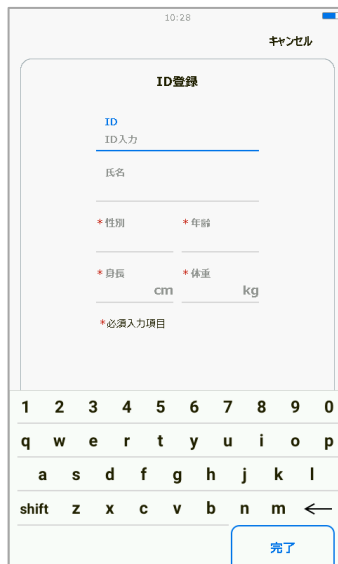 10:28
キャンセル
ID登録
ID
ID入力
氏名
*性別 *年齢
*身長 *体重
cm kg
*必須入力項目
1 2 3 4 5 6 7 8 9 0
q w e r t y u i o p
a s d f g h j k l
shift z x c v b n m ←
完了